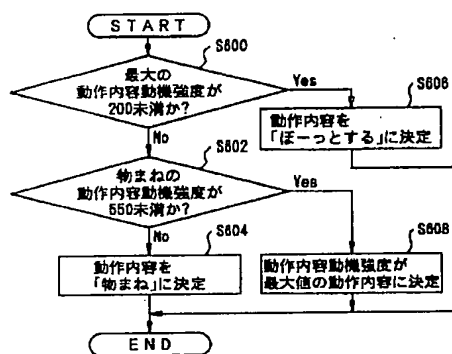 START
S600
最大の
動作内容動機強度が
200未満か?
Yes
S606
動作内容を
「ぼーっとする」に決定
No
S602
物まねの
動作内容動機強度が
550未満か?
Yes
No
S604
動作内容を
「物まね」に決定
S608
動作内容動機強度が
最大値の動作内容に決定
END